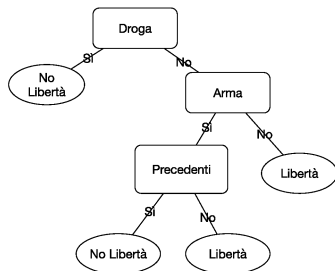 Droga
Sì
No
No
Libertà
Arma
Sì
No
Precedenti
Libertà
Sì
No
No Libertà
Libertà